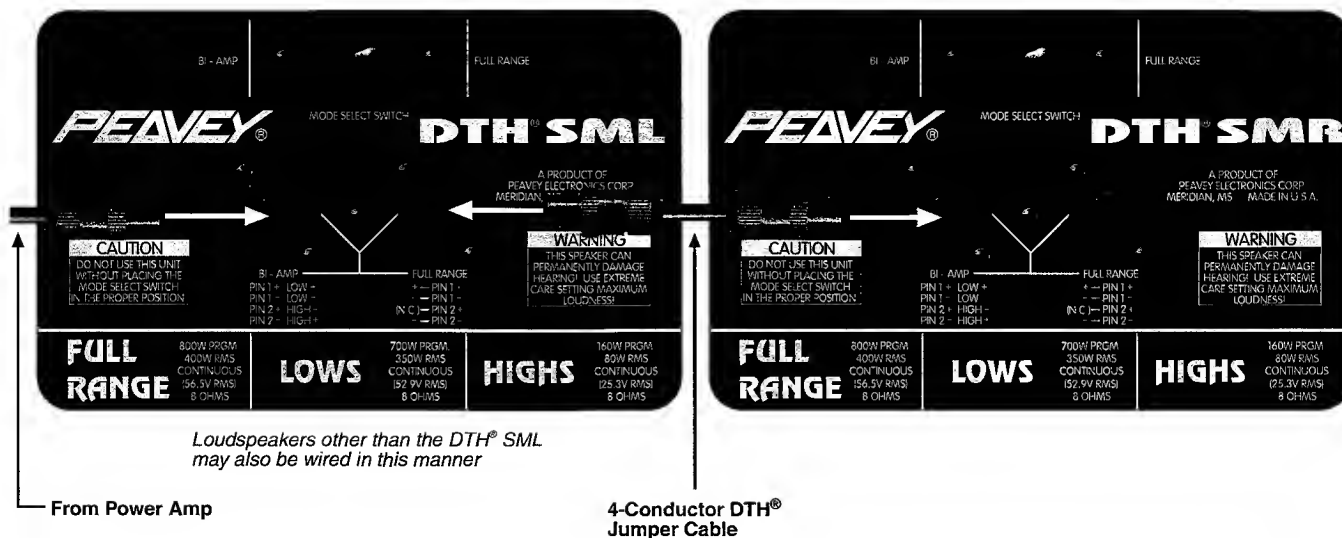 BI - AMP
FULL RANGE
PEAVEY®
MODE SELECT SWITCH
DTH® SML
A PRODUCT OF
PEAVEY ELECTRONICS CORP
MERIDIAN,
CAUTION
DO NOT USE THIS UNIT
WITHOUT PLACING THE
MODE SELECT SWITCH
IN THE PROPER POSITION
WARNING
THIS SPEAKER CAN
PERMANENTLY DAMAGE
HEARING! USE EXTREME
CARE SETTING MAXIMUM
LOUDNESS!
BI - AMP
PIN 1 + LOW +
PIN 1 - LOW -
PIN 2 + HIGH -
PIN 2 - HIGH +
FULL RANGE
+ — PIN 1 +
- — PIN 1 -
(N C) — PIN 2 +
- — PIN 2 -
FULL
RANGE
800W PRGM.
400W RMS
CONTINUOUS
(56.5V RMS)
8 OHMS
LOWS
700W PRGM
350W RMS
CONTINUOUS
(52.9V RMS)
8 OHMS
HIGHS
160W PRGM
80W RMS
CONTINUOUS
(25.3V RMS)
8 OHMS
BI - AMP
FULL RANGE
PEAVEY®
MODE SELECT SWITCH
DTH® SMR
A PRODUCT OF
PEAVEY ELECTRONICS CORP
MERIDIAN, MS MADE IN U.S.A.
CAUTION
DO NOT USE THIS UNIT
WITHOUT PLACING THE
MODE SELECT SWITCH
IN THE PROPER POSITION
WARNING
THIS SPEAKER CAN
PERMANENTLY DAMAGE
HEARING! USE EXTREME
CARE SETTING MAXIMUM
LOUDNESS!
BI - AMP
PIN 1 + LOW +
PIN 1 - LOW
PIN 2 + HIGH -
PIN 2 - HIGH +
FULL RANGE
+ — PIN 1 +
- — PIN 1 -
(N C) — PIN 2 +
- — PIN 2 -
FULL
RANGE
800W PRGM
400W RMS
CONTINUOUS
(56.5V RMS)
8 OHMS
LOWS
700W PRGM
350W RMS
CONTINUOUS
(52.9V RMS)
8 OHMS
HIGHS
160W PRGM
80W RMS
CONTINUOUS
(25.3V RMS)
8 OHMS
Loudspeakers other than the DTH® SML
may also be wired in this manner
From Power Amp
4-Conductor DTH®
Jumper Cable